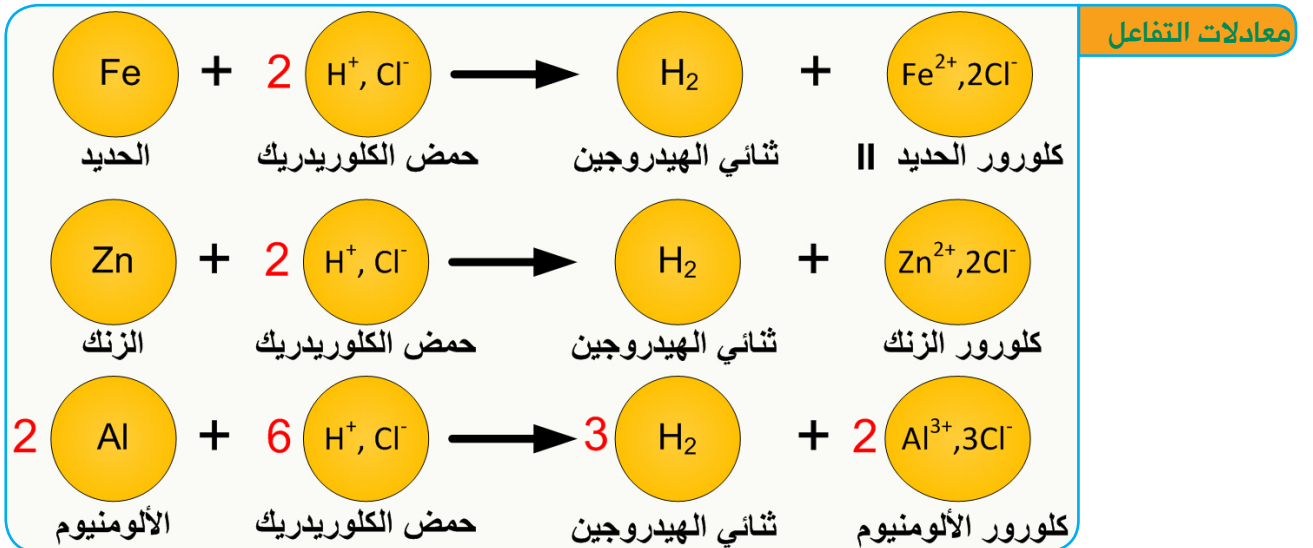 معادلات التفاعل
Fe + 2 H⁺, Cl⁻ → H₂ + Fe²⁺,2Cl⁻
الحديد حمض الكلوريدريك ثنائي الهيدروجين كلورور الحديد II
Zn + 2 H⁺, Cl⁻ → H₂ + Zn²⁺,2Cl⁻
الزنك حمض الكلوريدريك ثنائي الهيدروجين كلورور الزنك
2 Al + 6 H⁺, Cl⁻ → 3 H₂ + 2 Al³⁺,3Cl⁻
الألومنيوم حمض الكلوريدريك ثنائي الهيدروجين كلورور الألومنيوم